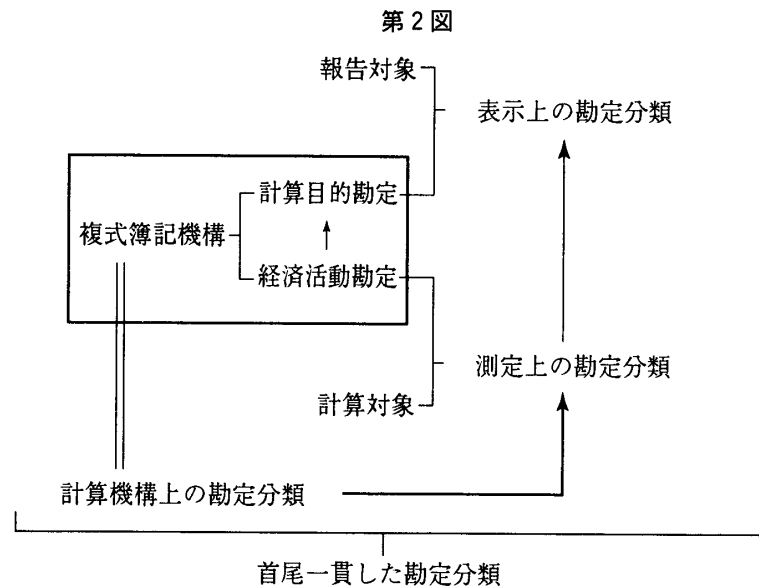 第2図
報告対象
表示上の勘定分類
計算目的勘定
複式簿記機構
経済活動勘定
測定上の勘定分類
計算対象
計算機構上の勘定分類
首尾一貫した勘定分類